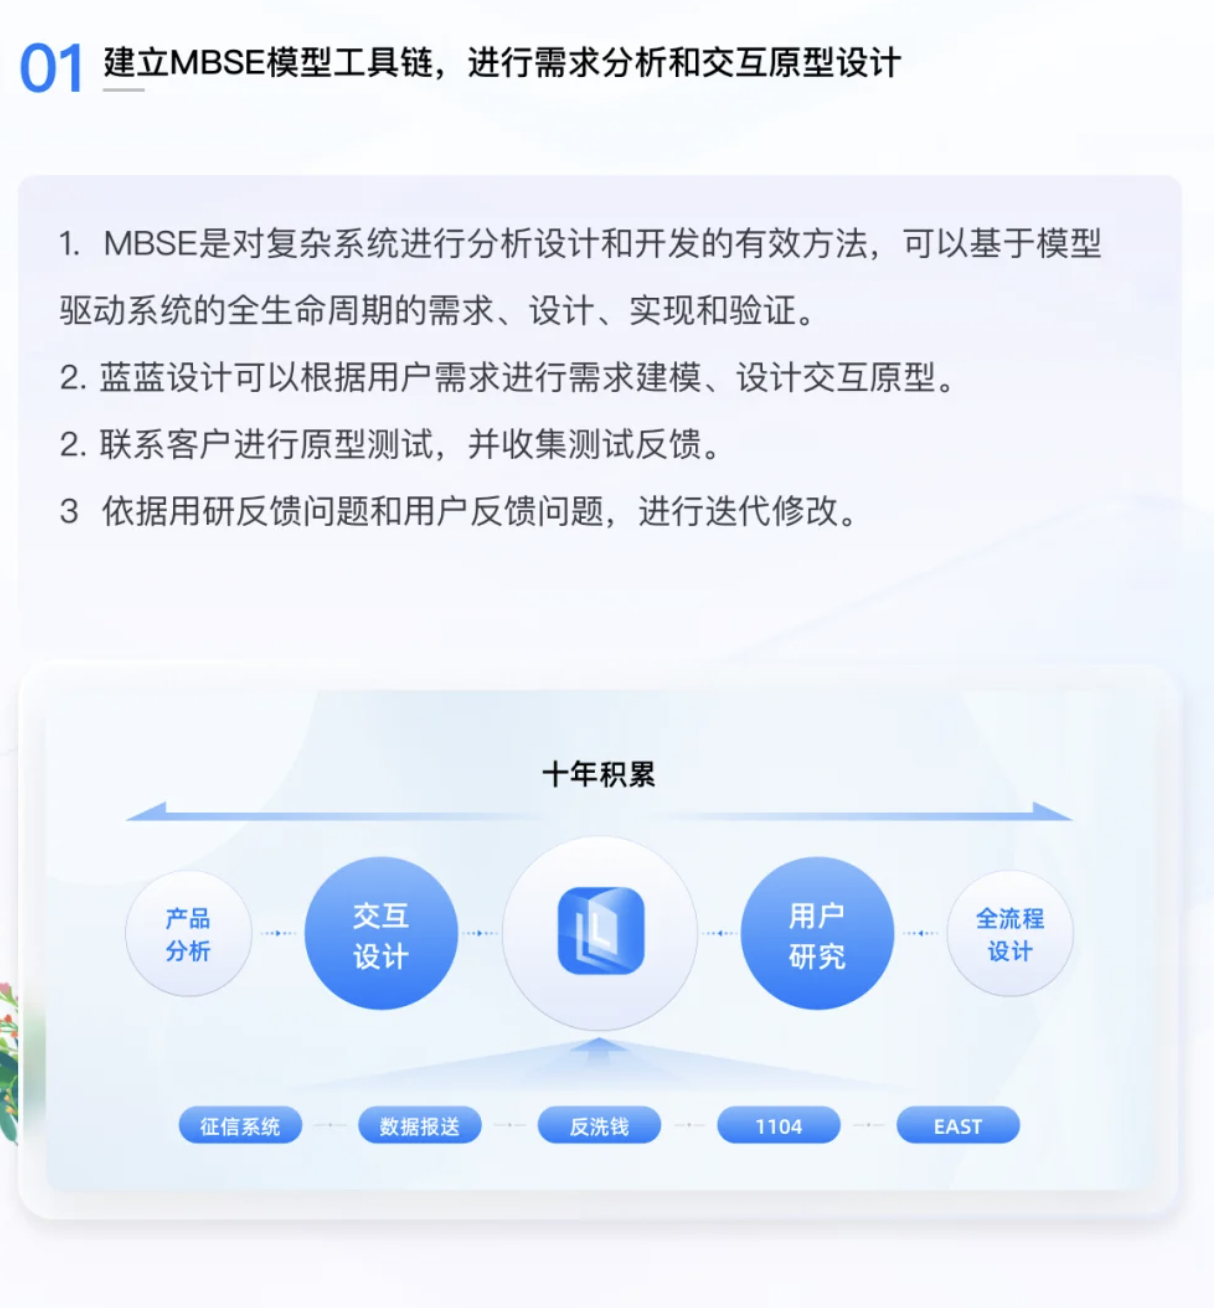 01 建立MBSE模型工具链，进行需求分析和交互原型设计
1. MBSE是对复杂系统进行分析设计和开发的有效方法，可以基于模型
驱动系统的全生命周期的需求、设计、实现和验证。
2. 蓝蓝设计可以根据用户需求进行需求建模、设计交互原型。
2. 联系客户进行原型测试，并收集测试反馈。
3 依据用研反馈问题和用户反馈问题，进行迭代修改。
十年积累
产品
分析
交互
设计
L
用户
研究
全流程
设计
征信系统
数据报送
反洗钱
1104
EAST